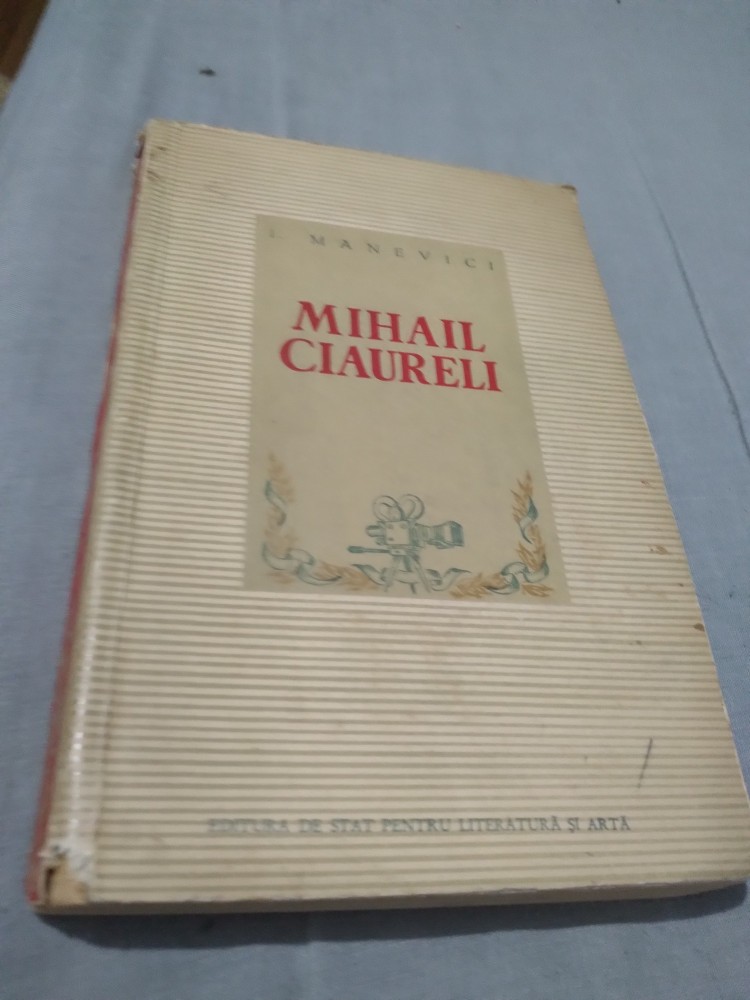 I. MANEVICI
MIHAIL
CIAURELI
EDITURA DE STAT PENTRU LITERATURĂ ȘI ARTĂ